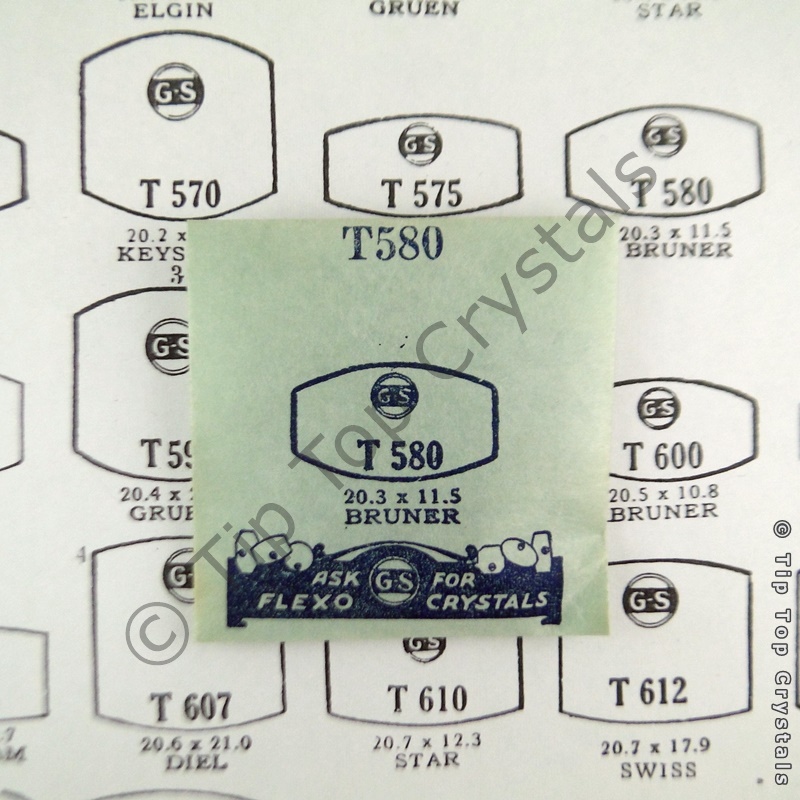 ELGIN
GRUEN
STAR
G-S
T 570
G-S
T 575
G-S
T 580
20.2 x
KEYS
3
20.3 x 11.5
BRUNER
T580
G-S
T 59
20.4 x
GRUE
G-S
T 580
20.3 x 11.5
BRUNER
ASK G-S FOR
FLEXO CRYSTALS
G-S
T 600
20.5 x 10.8
BRUNER
4
G-S
T 607
20.6 x 21.0
DIEL
G-S
T 610
20.7 x 12.3
STAR
G-S
T 612
20.7 x 17.9
SWISS
© Tip Top Crystals
© Tip Top Crystals